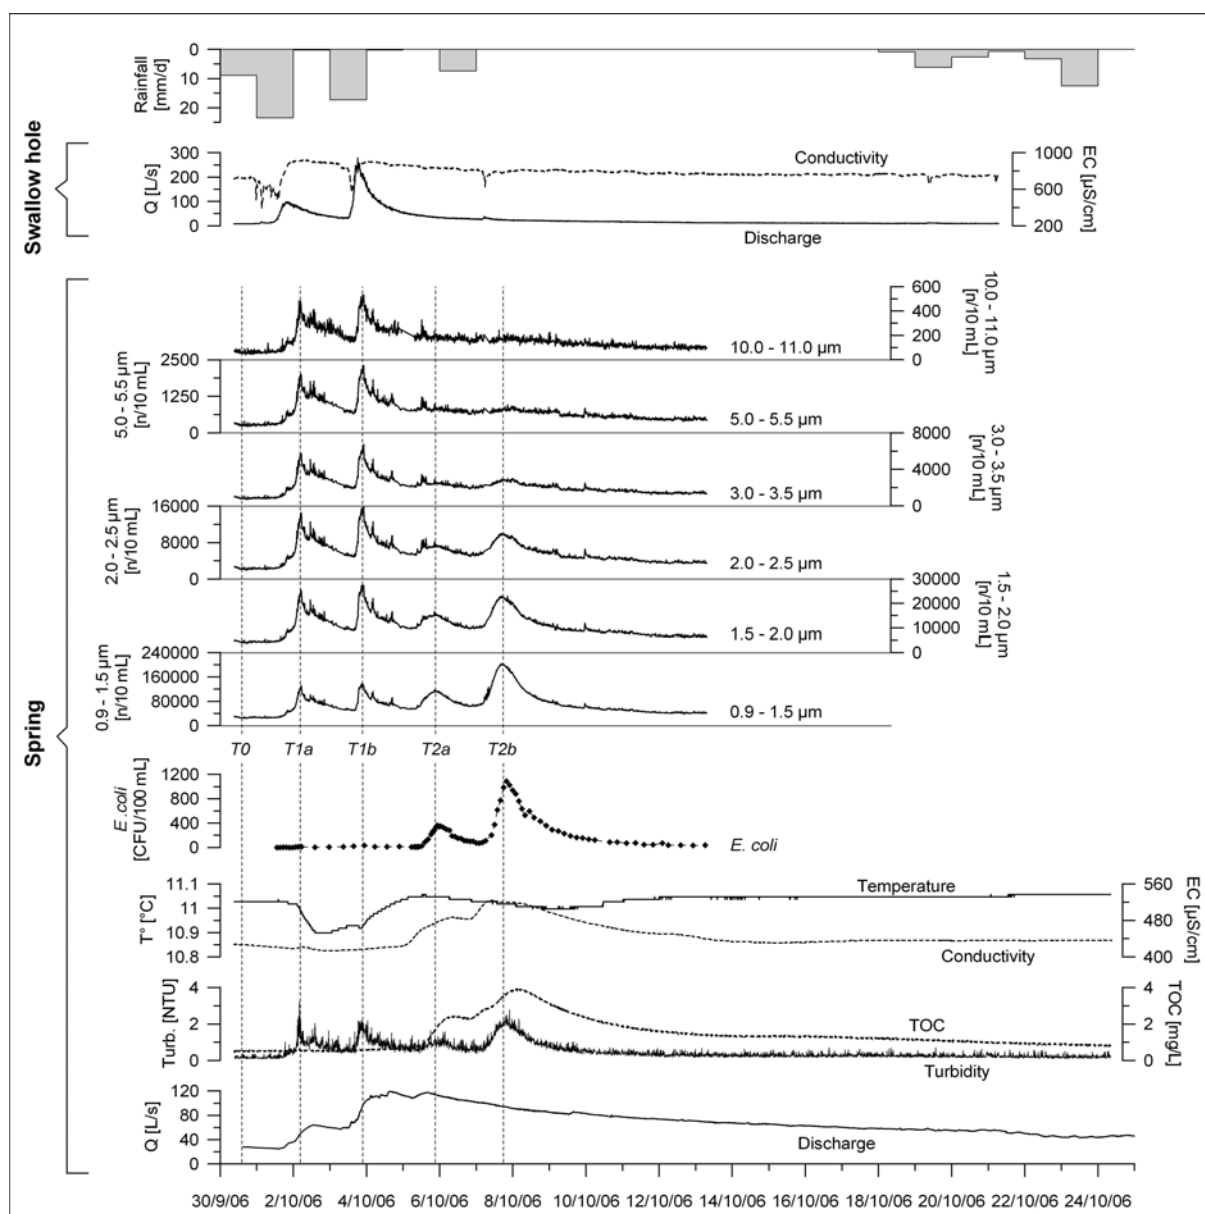 Rainfall
[mm/d]
0
10
20
Swallow hole
Q [L/s]
300
200
100
0
Conductivity
Discharge
1000
600
200
EC [µS/cm]
Spring
600
400
200
0
10.0 - 11.0 µm
[n/10 mL]
10.0 - 11.0 µm
5.0 - 5.5 µm
[n/10 mL]
2500
1250
0
5.0 - 5.5 µm
8000
4000
0
3.0 - 3.5 µm
[n/10 mL]
3.0 - 3.5 µm
2.0 - 2.5 µm
[n/10 mL]
16000
8000
0
2.0 - 2.5 µm
30000
20000
10000
0
1.5 - 2.0 µm
[n/10 mL]
1.5 - 2.0 µm
0.9 - 1.5 µm
[n/10 mL]
240000
160000
80000
0
0.9 - 1.5 µm
T0 T1a T1b T2a T2b
E.coli
[CFU/100 mL]
1200
800
400
0
E.coli
T° [°C]
11.1
11
10.9
10.8
Temperature
Conductivity
560
480
400
EC [µS/cm]
Turb. [NTU]
4
2
0
TOC
Turbidity
4
2
0
TOC [mg/L]
Q [L/s]
120
80
40
0
Discharge
30/9/06 2/10/06 4/10/06 6/10/06 8/10/06 10/10/06 12/10/06 14/10/06 16/10/06 18/10/06 20/10/06 22/10/06 24/10/06